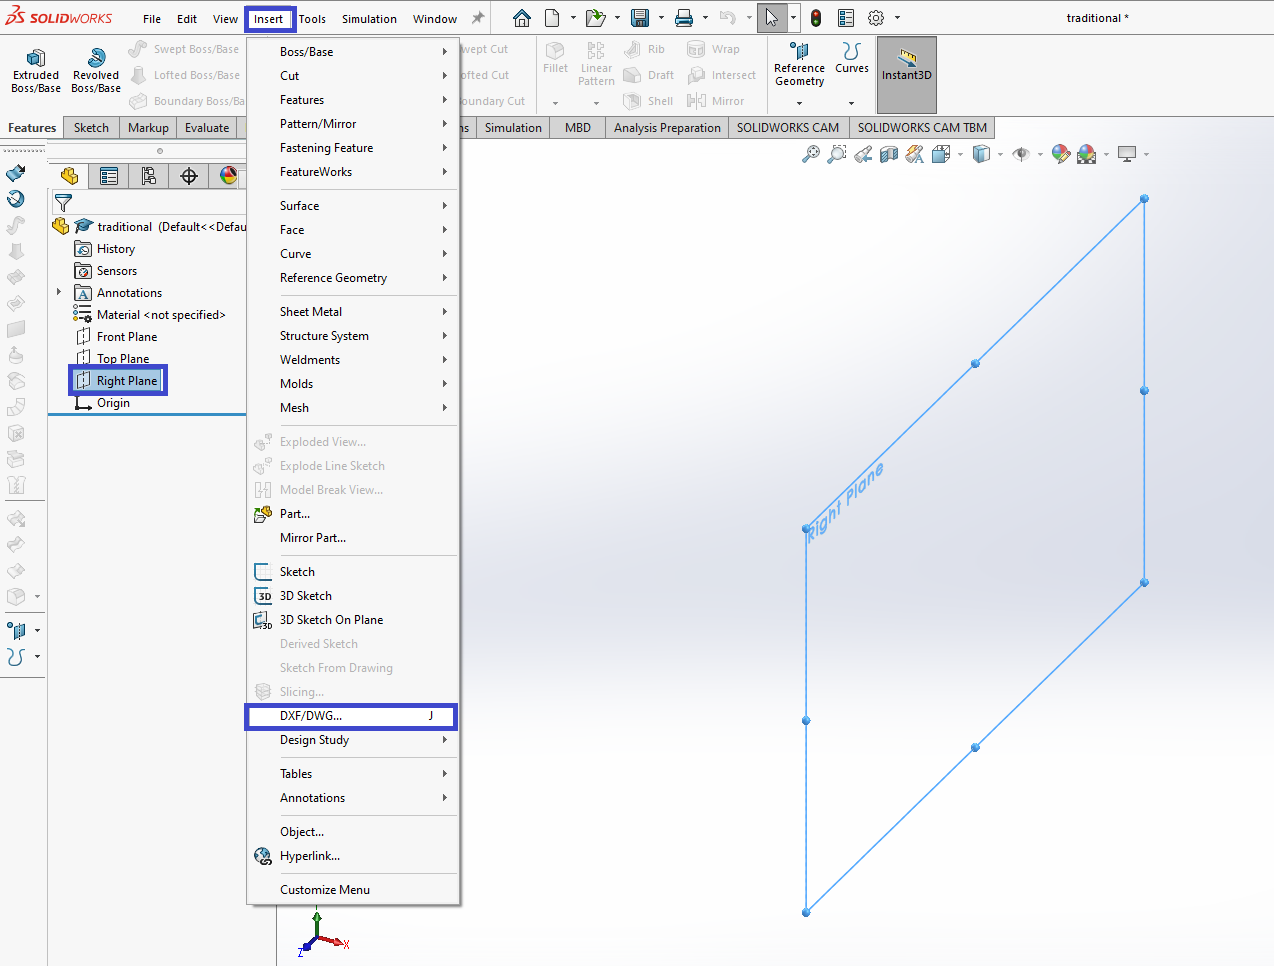 SOLIDWORKS File Edit View Insert Tools Simulation Window traditional *
Extruded Boss/Base
Revolved Boss/Base
Swept Boss/Base
Lofted Boss/Base
Boundary Boss/Ba
wept Cut
ofted Cut
oundary Cut
Fillet
Linear Pattern
Rib
Draft
Shell
Wrap
Intersect
Mirror
Reference Geometry
Curves
Instant3D
Features Sketch Markup Evaluate ns Simulation MBD Analysis Preparation SOLIDWORKS CAM SOLIDWORKS CAM TBM
traditional (Default<<Defau
History
Sensors
Annotations
Material <not specified>
Front Plane
Top Plane
Right Plane
Origin
Boss/Base
Cut
Features
Pattern/Mirror
Fastening Feature
FeatureWorks
Surface
Face
Curve
Reference Geometry
Sheet Metal
Structure System
Weldments
Molds
Mesh
Exploded View...
Explode Line Sketch
Model Break View...
Part...
Mirror Part...
Sketch
3D 3D Sketch
3D 3D Sketch On Plane
Derived Sketch
Sketch From Drawing
Slicing...
DXF/DWG... J
Design Study
Tables
Annotations
Object...
Hyperlink...
Customize Menu
Right Plane
X
Z